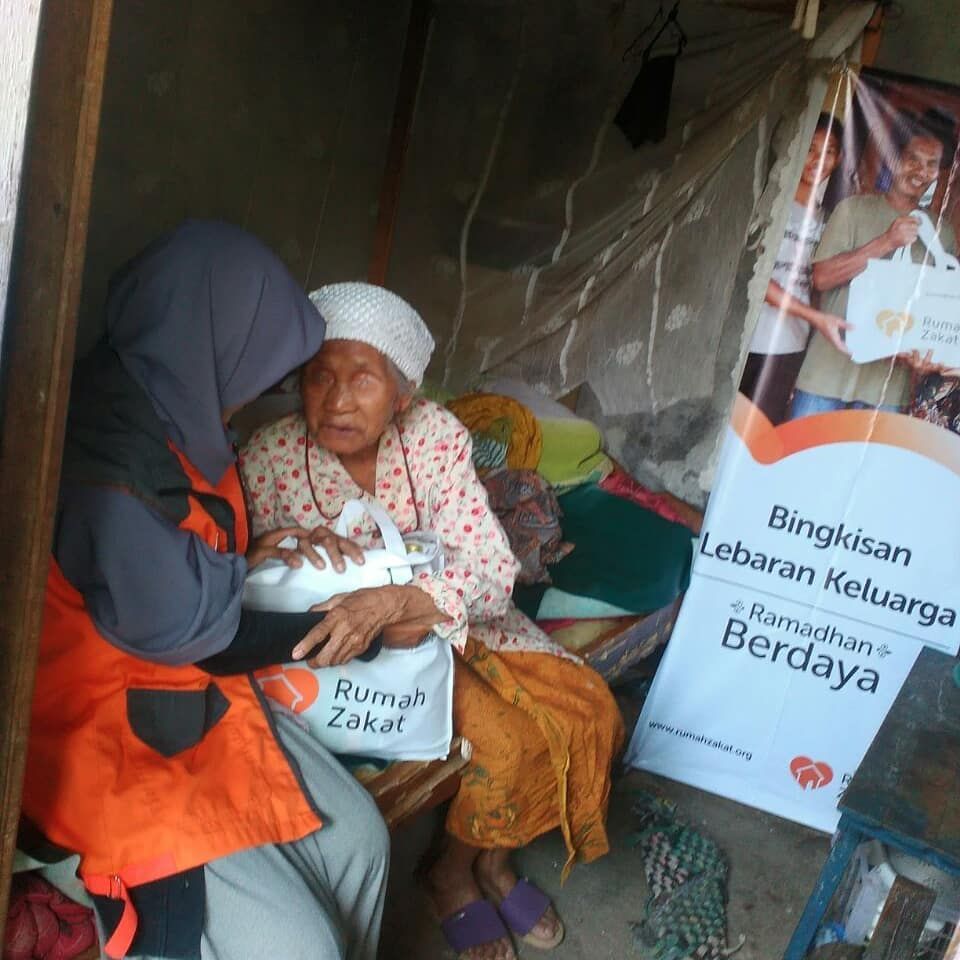 Rumah
Zakat
Bingkisan
Lebaran Keluarga
Ramadhan
Berdaya
www.rumahzakat.org
Rumah
Zakat